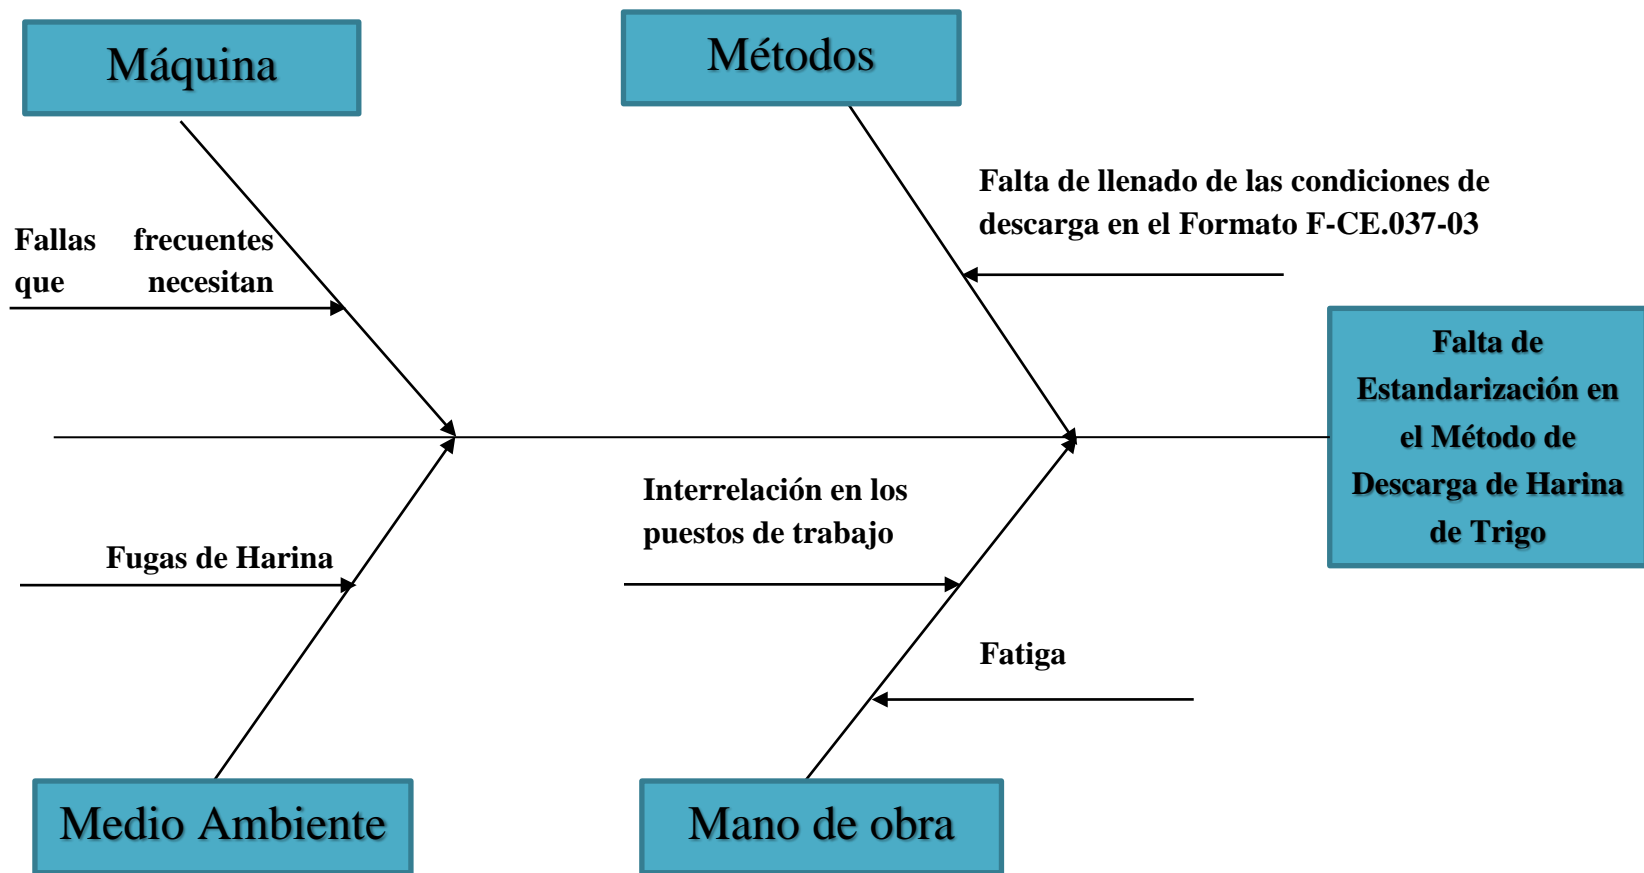 Máquina
Métodos
Falta de llenado de las condiciones de
descarga en el Formato F-CE.037-03
Fallas frecuentes
que necesitan
Falta de
Estandarización en
el Método de
Descarga de Harina
de Trigo
Interrelación en los
puestos de trabajo
Fugas de Harina
Fatiga
Medio Ambiente
Mano de obra